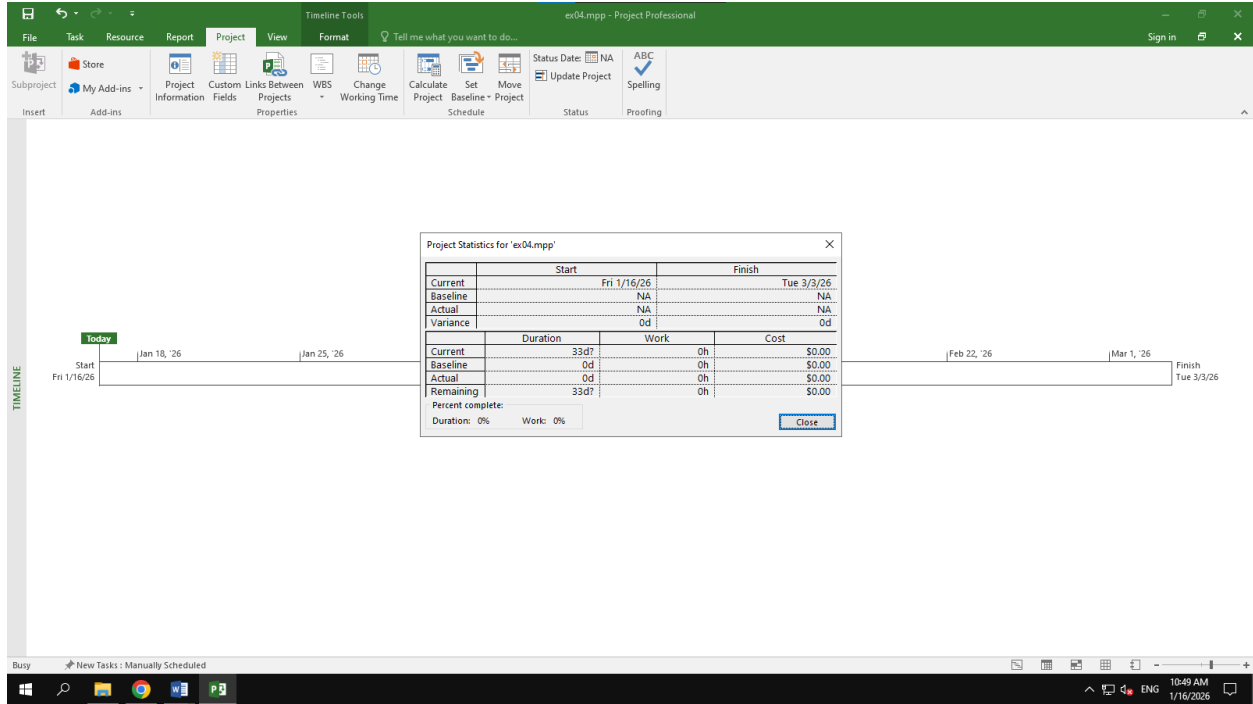 Timeline Tools
ex04.mpp - Project Professional
File Task Resource Report Project View Format Tell me what you want to do... Sign in
Subproject
Store
My Add-ins
Project Information
Custom Fields
Links Between Projects
WBS
Change Working Time
Calculate Project
Set Baseline
Move Project
Status Date: NA
Update Project
ABC
Spelling
Insert Add-ins Properties Schedule Status Proofing
Project Statistics for 'ex04.mpp'
Start Finish
Current Fri 1/16/26 Tue 3/3/26
Baseline NA NA
Actual NA NA
Variance 0d 0d
Duration Work Cost
Current 33d? 0h $0.00
Baseline 0d 0h $0.00
Actual 0d 0h $0.00
Remaining 33d? 0h $0.00
Percent complete:
Duration: 0% Work: 0%
Close
TIMELINE
Today
Jan 18, '26 Jan 25, '26 Feb 22, '26 Mar 1, '26
Start
Fri 1/16/26
Finish
Tue 3/3/26
Busy New Tasks : Manually Scheduled
ENG
10:49 AM
1/16/2026